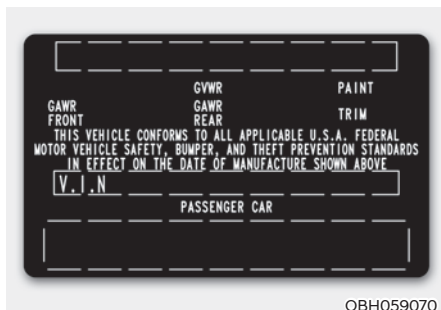 GVWR PAINT
GAWR FRONT GAWR REAR TRIM
THIS VEHICLE CONFORMS TO ALL APPLICABLE U.S.A. FEDERAL
MOTOR VEHICLE SAFETY, BUMPER, AND THEFT PREVENTION STANDARDS
IN EFFECT ON THE DATE OF MANUFACTURE SHOWN ABOVE
V.I.N
PASSENGER CAR
OBH059070